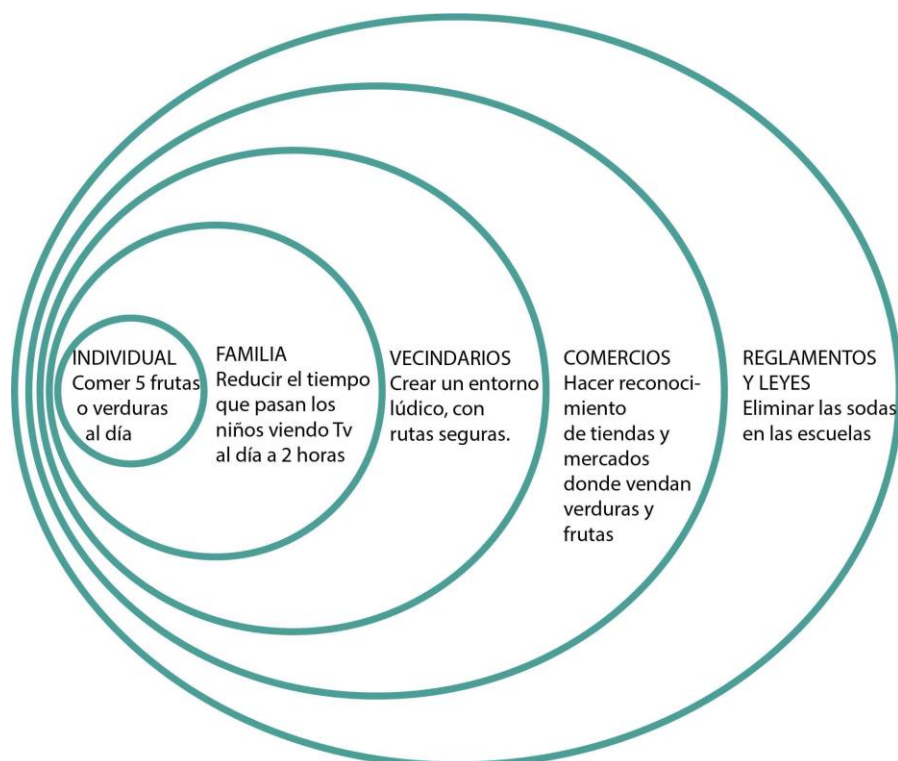 INDIVIDUAL
Comer 5 frutas
o verduras
al día
FAMILIA
Reducir el tiempo
que pasan los
niños viendo Tv
al día a 2 horas
VECINDARIOS
Crear un entorno
lúdico, con
rutas seguras.
COMERCIOS
Hacer reconoci-
miento
de tiendas y
mercados
donde vendan
verduras y
frutas
REGLAMENTOS
Y LEYES
Eliminar las sodas
en las escuelas